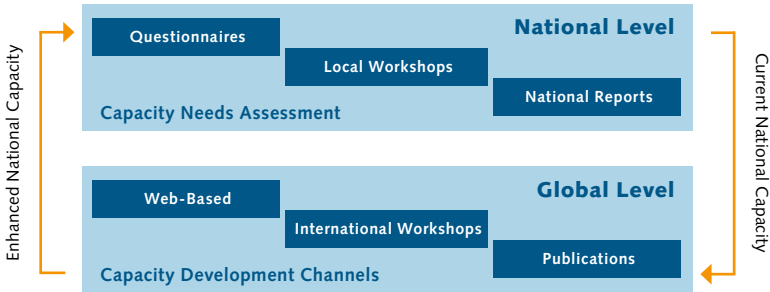 National Level
Questionnaires
Local Workshops
National Reports
Capacity Needs Assessment
Global Level
Web-Based
International Workshops
Publications
Capacity Development Channels
Enhanced National Capacity
Current National Capacity